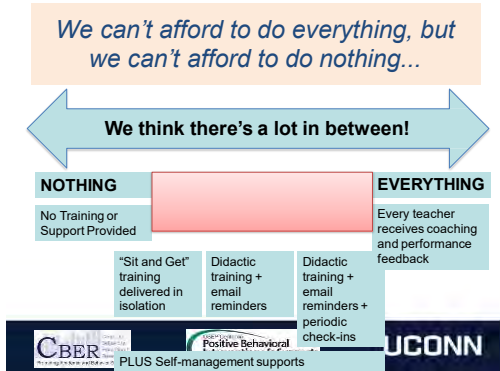 We can't afford to do everything, but
we can't afford to do nothing...
We think there's a lot in between!
NOTHING
EVERYTHING
No Training or
Support Provided
Every teacher
receives coaching
and performance
feedback
"Sit and Get"
training
delivered in
isolation
Didactic
training +
email
reminders
Didactic
training +
email
reminders +
periodic
check-ins
CBER
Positive Behavioral
UCONN
PLUS Self-management supports